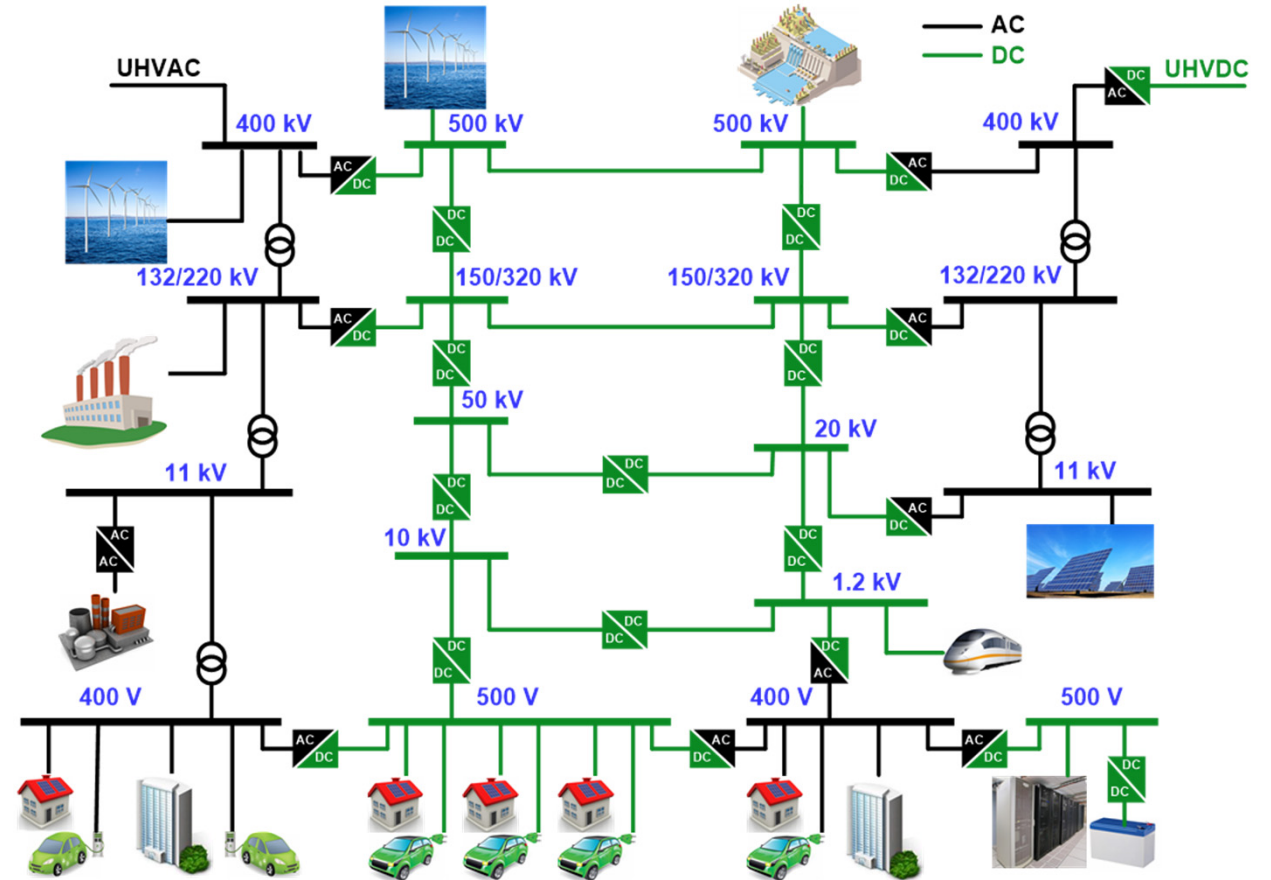 AC
DC
UHVAC
DC
AC
UHVDC
400 kV
500 kV
500 kV
400 kV
AC
DC
AC
DC
DC
DC
DC
DC
132/220 kV
150/320 kV
150/320 kV
132/220 kV
AC
DC
AC
DC
DC
DC
DC
DC
50 kV
20 kV
11 kV
11 kV
DC
DC
DC
DC
AC
DC
AC
AC
10 kV
DC
DC
1.2 kV
DC
DC
DC
DC
DC
AC
400 V
500 V
400 V
500 V
AC
DC
AC
DC
AC
DC
DC
DC